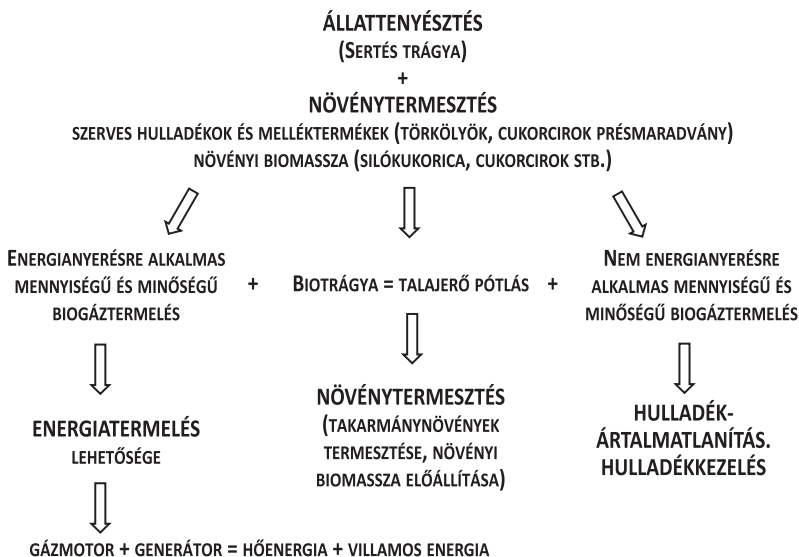 ÁLLATTENYÉSZTÉS
(SERTÉS TRÁGYA)
+
NÖVÉNYTERMESZTÉS
SZERVES HULLADÉKOK ÉS MELLÉKTERMÉKEK (TÖRKÖLYÖK, CUKORCIROK PRÉSMARADVÁNY)
NÖVÉNYI BIOMASSZA (SILÓKUKORICA, CUKORCIROK STB.)
ENERGIANYERÉSRE ALKALMAS
MENNYISÉGŰ ÉS MINŐSÉGŰ
BIOGÁZTERMELÉS
+
BIOTRÁGYA = TALAJERŐ PÓTLÁS
+
NEM ENERGIANYERÉSRE
ALKALMAS MENNYISÉGŰ ÉS
MINŐSÉGŰ BIOGÁZTERMELÉS
ENERGIATERMELÉS
LEHETŐSÉGE
NÖVÉNYTERMESZTÉS
(TAKARMÁNYNÖVÉNYEK
TERMESZTÉSE, NÖVÉNYI
BIOMASSZA ELŐÁLLÍTÁSA)
HULLADÉK-
ÁRTALMATLANÍTÁS.
HULLADÉKKEZELÉS
GÁZMOTOR + GENERÁTOR = HŐENERGIA + VILLAMOS ENERGIA